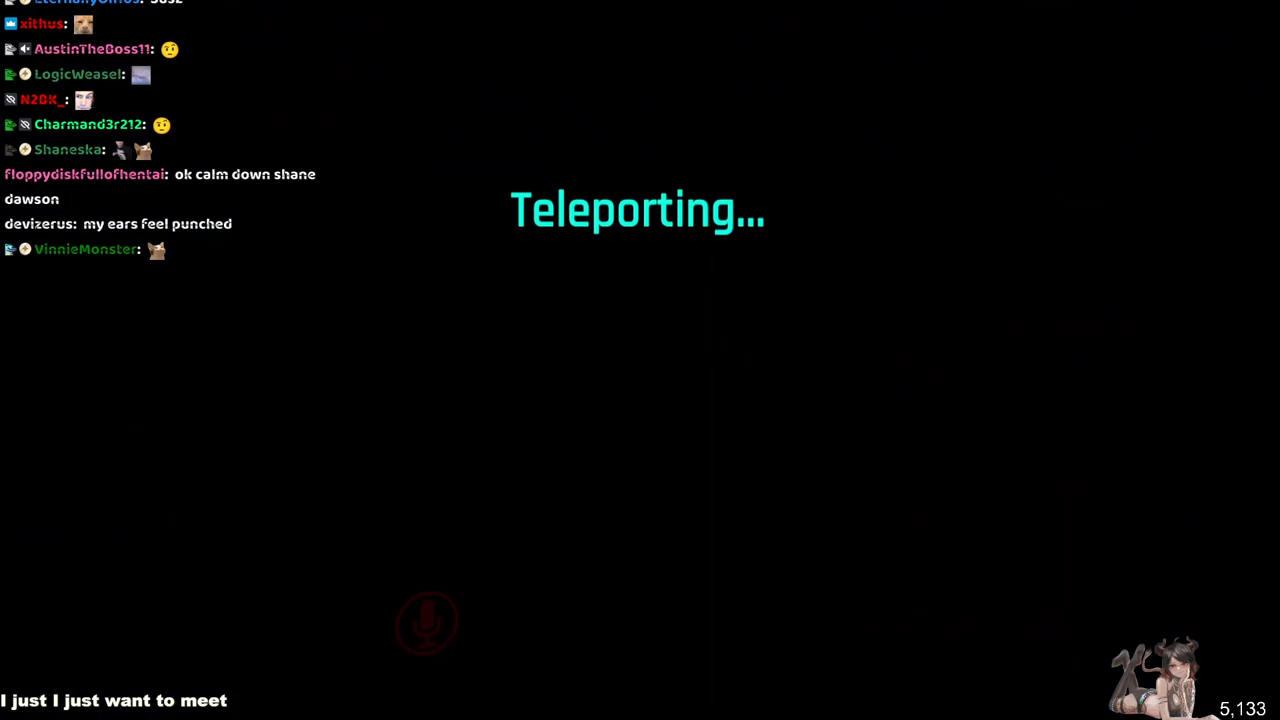 xithus:
AustinTheBoss11:
LogicWeasel:
N2BK_:
Charmand3r212:
Shaneska:
floppydiskfullofhentai: ok calm down shane
dawson
devizerus: my ears feel punched
VinnieMonster:
Teleporting...
I just I just want to meet
5,133